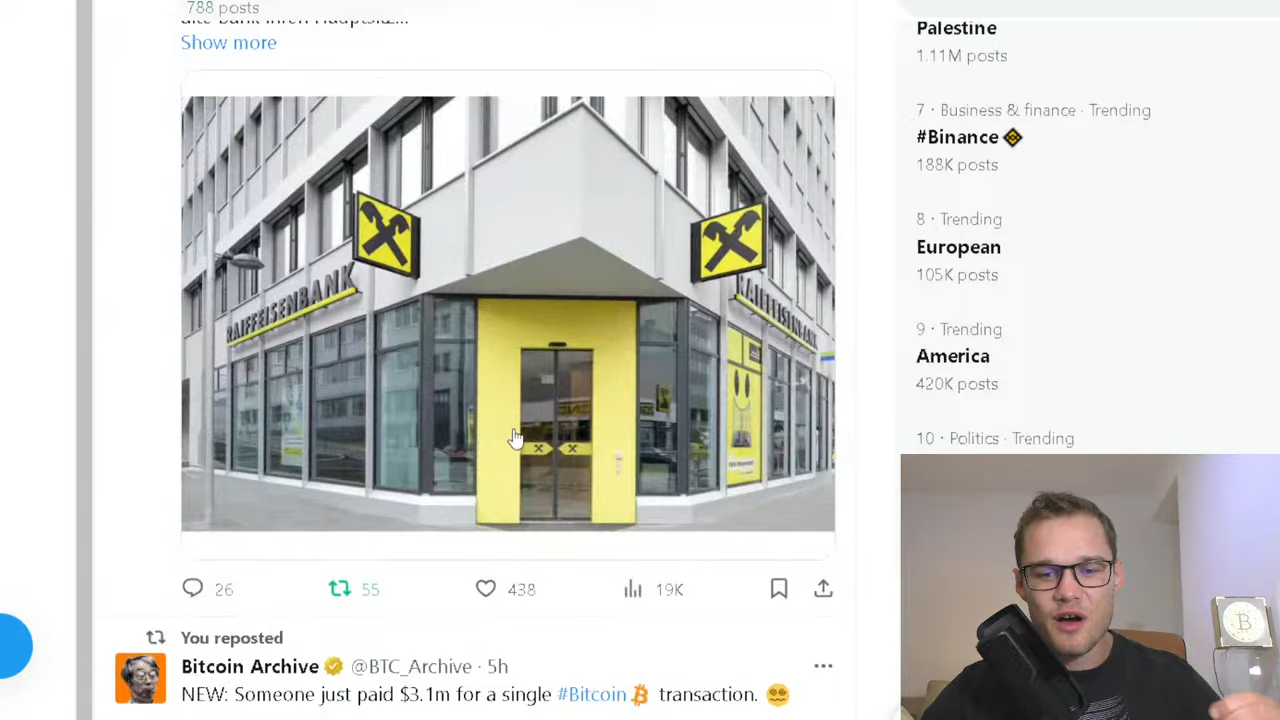 788 posts
Show more
RAIFFEISENBANK
RAIFFEISENBANK
26
55
438
19K
You reposted
Bitcoin Archive @BTC_Archive · 5h
NEW: Someone just paid $3.1m for a single #Bitcoin transaction.
Palestine
1.11M posts
7 · Business & finance · Trending
#Binance
188K posts
8 · Trending
European
105K posts
9 · Trending
America
420K posts
10 · Politics · Trending